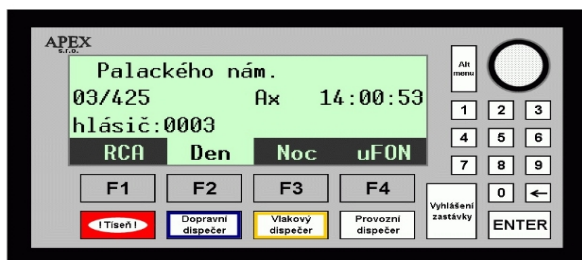 APEX
s.r.o.
Palackého nám.
03/425 Ax 14:00:53
hlásič:0003
RCA Den Noc uFON
F1 F2 F3 F4
! Tíseň ! Dopravní dispečer Vlakový dispečer Provozní dispečer
Alt menu
1 2 3
4 5 6
7 8 9
0 ←
Vyhlášení zastávky
ENTER